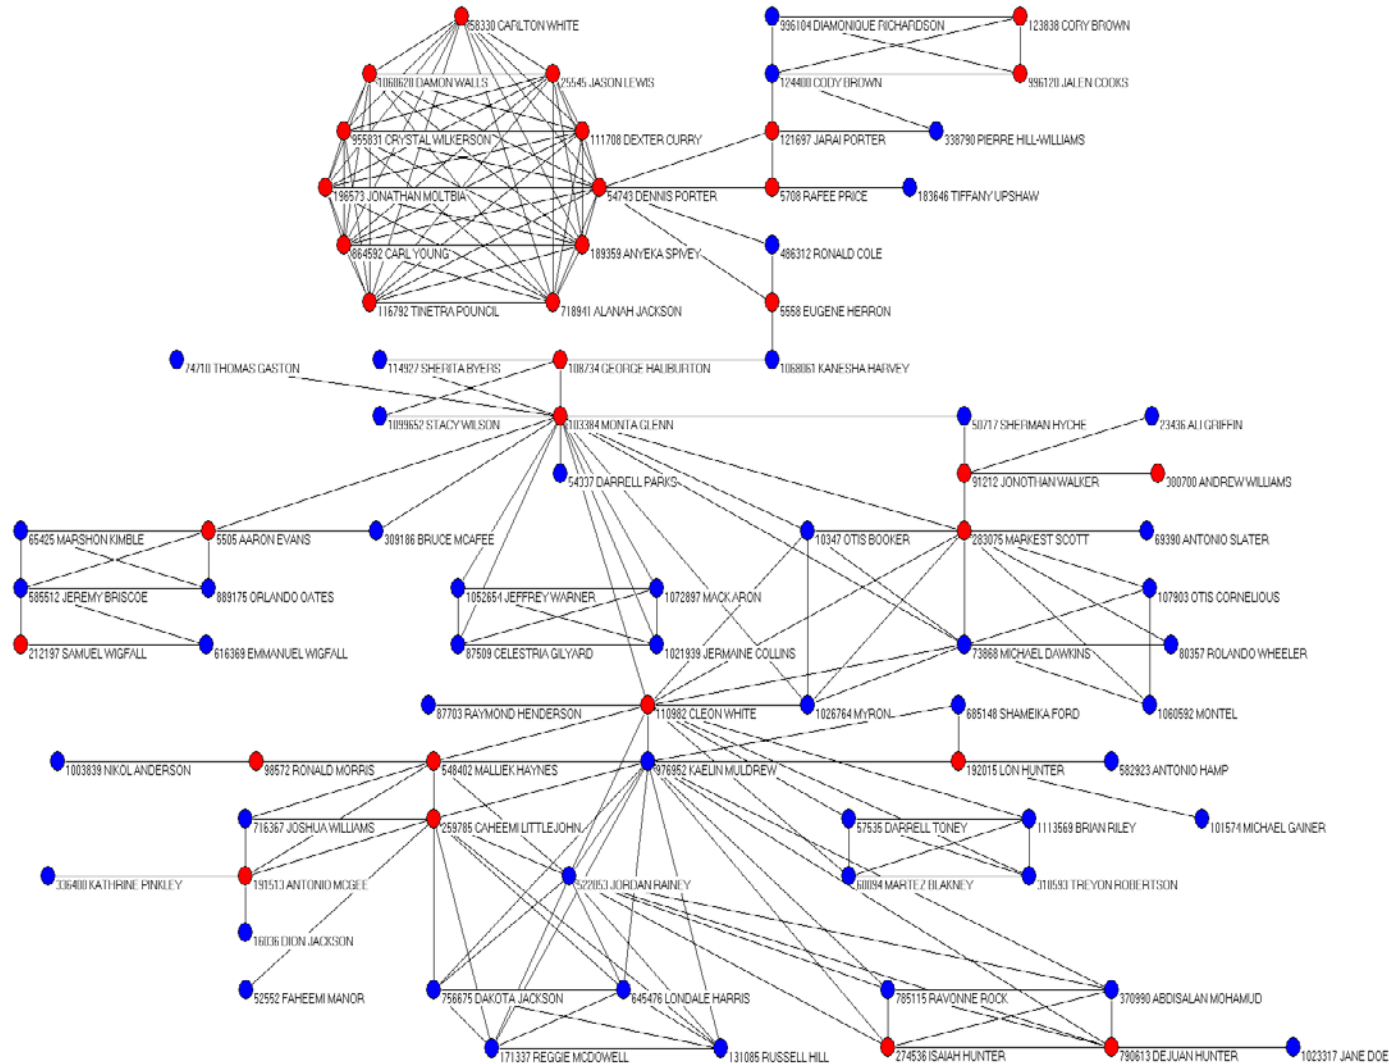 58330 CARLTON WHITE
996104 DIAMONIQUE RICHARDSON
123838 CORY BROWN
1060620 DAMON WALLS
25545 JASON LEWIS
124400 CODY BROWN
996120 JALEN COOKS
955831 CRYSTAL WILKERSON
111708 DEXTER CURRY
121697 JARAI PORTER
338790 PIERRE HILL-WILLIAMS
196573 JONATHAN MOLTBIA
54743 DENNIS PORTER
5708 RAFEE PRICE
183646 TIFFANY UPSHAW
864592 CARL YOUNG
189359 ANYEKA SPIVEY
486312 RONALD COLE
116792 TINETRA POUNCIL
718941 ALANAH JACKSON
5558 EUGENE HERRON
74710 THOMAS GASTON
114927 SHERITA BYERS
108734 GEORGE HALIBURTON
1068061 KANESHA HARVEY
1099652 STACY WILSON
103384 MONTA GLENN
50717 SHERMAN HYCHE
23436 ALI GRIFFIN
54337 DARRELL PARKS
91212 JONOTHAN WALKER
300700 ANDREW WILLIAMS
65425 MARSHON KIMBLE
5505 AARON EVANS
309186 BRUCE MCAFEE
10347 OTIS BOOKER
283075 MARKEST SCOTT
69390 ANTONIO SLATER
585512 JEREMY BRISCOE
889175 ORLANDO OATES
1052654 JEFFREY WARNER
1072897 MACK ARON
107903 OTIS CORNELIOUS
212197 SAMUEL WIGFALL
616369 EMMANUEL WIGFALL
87509 CELESTRIA GILYARD
1021939 JERMAINE COLLINS
73868 MICHAEL DAWKINS
80357 ROLANDO WHEELER
87703 RAYMOND HENDERSON
110982 CLEON WHITE
1026764 MYRON
685148 SHAMEIKA FORD
1060592 MONTEL
1003839 NIKOL ANDERSON
98572 RONALD MORRIS
548402 MALLIEK HAYNES
976952 KAELIN MULDREW
192015 LON HUNTER
582923 ANTONIO HAMP
716367 JOSHUA WILLIAMS
259785 CAHEEMI LITTLEJOHN
57535 DARRELL TONEY
1113569 BRIAN RILEY
101574 MICHAEL GAINER
336400 KATHRINE PINKLEY
191513 ANTONIO MCGEE
522053 JORDAN RAINEY
60094 MARTEZ BLAKNEY
310593 TREYON ROBERTSON
16036 DION JACKSON
52552 FAHEEMI MANOR
756675 DAKOTA JACKSON
645476 LONDALE HARRIS
785115 RAVONNE ROCK
370990 ABDISALAN MOHAMUD
171337 REGGIE MCDOWELL
131085 RUSSELL HILL
274536 ISAIAH HUNTER
790613 DEJUAN HUNTER
1023317 JANE DOE